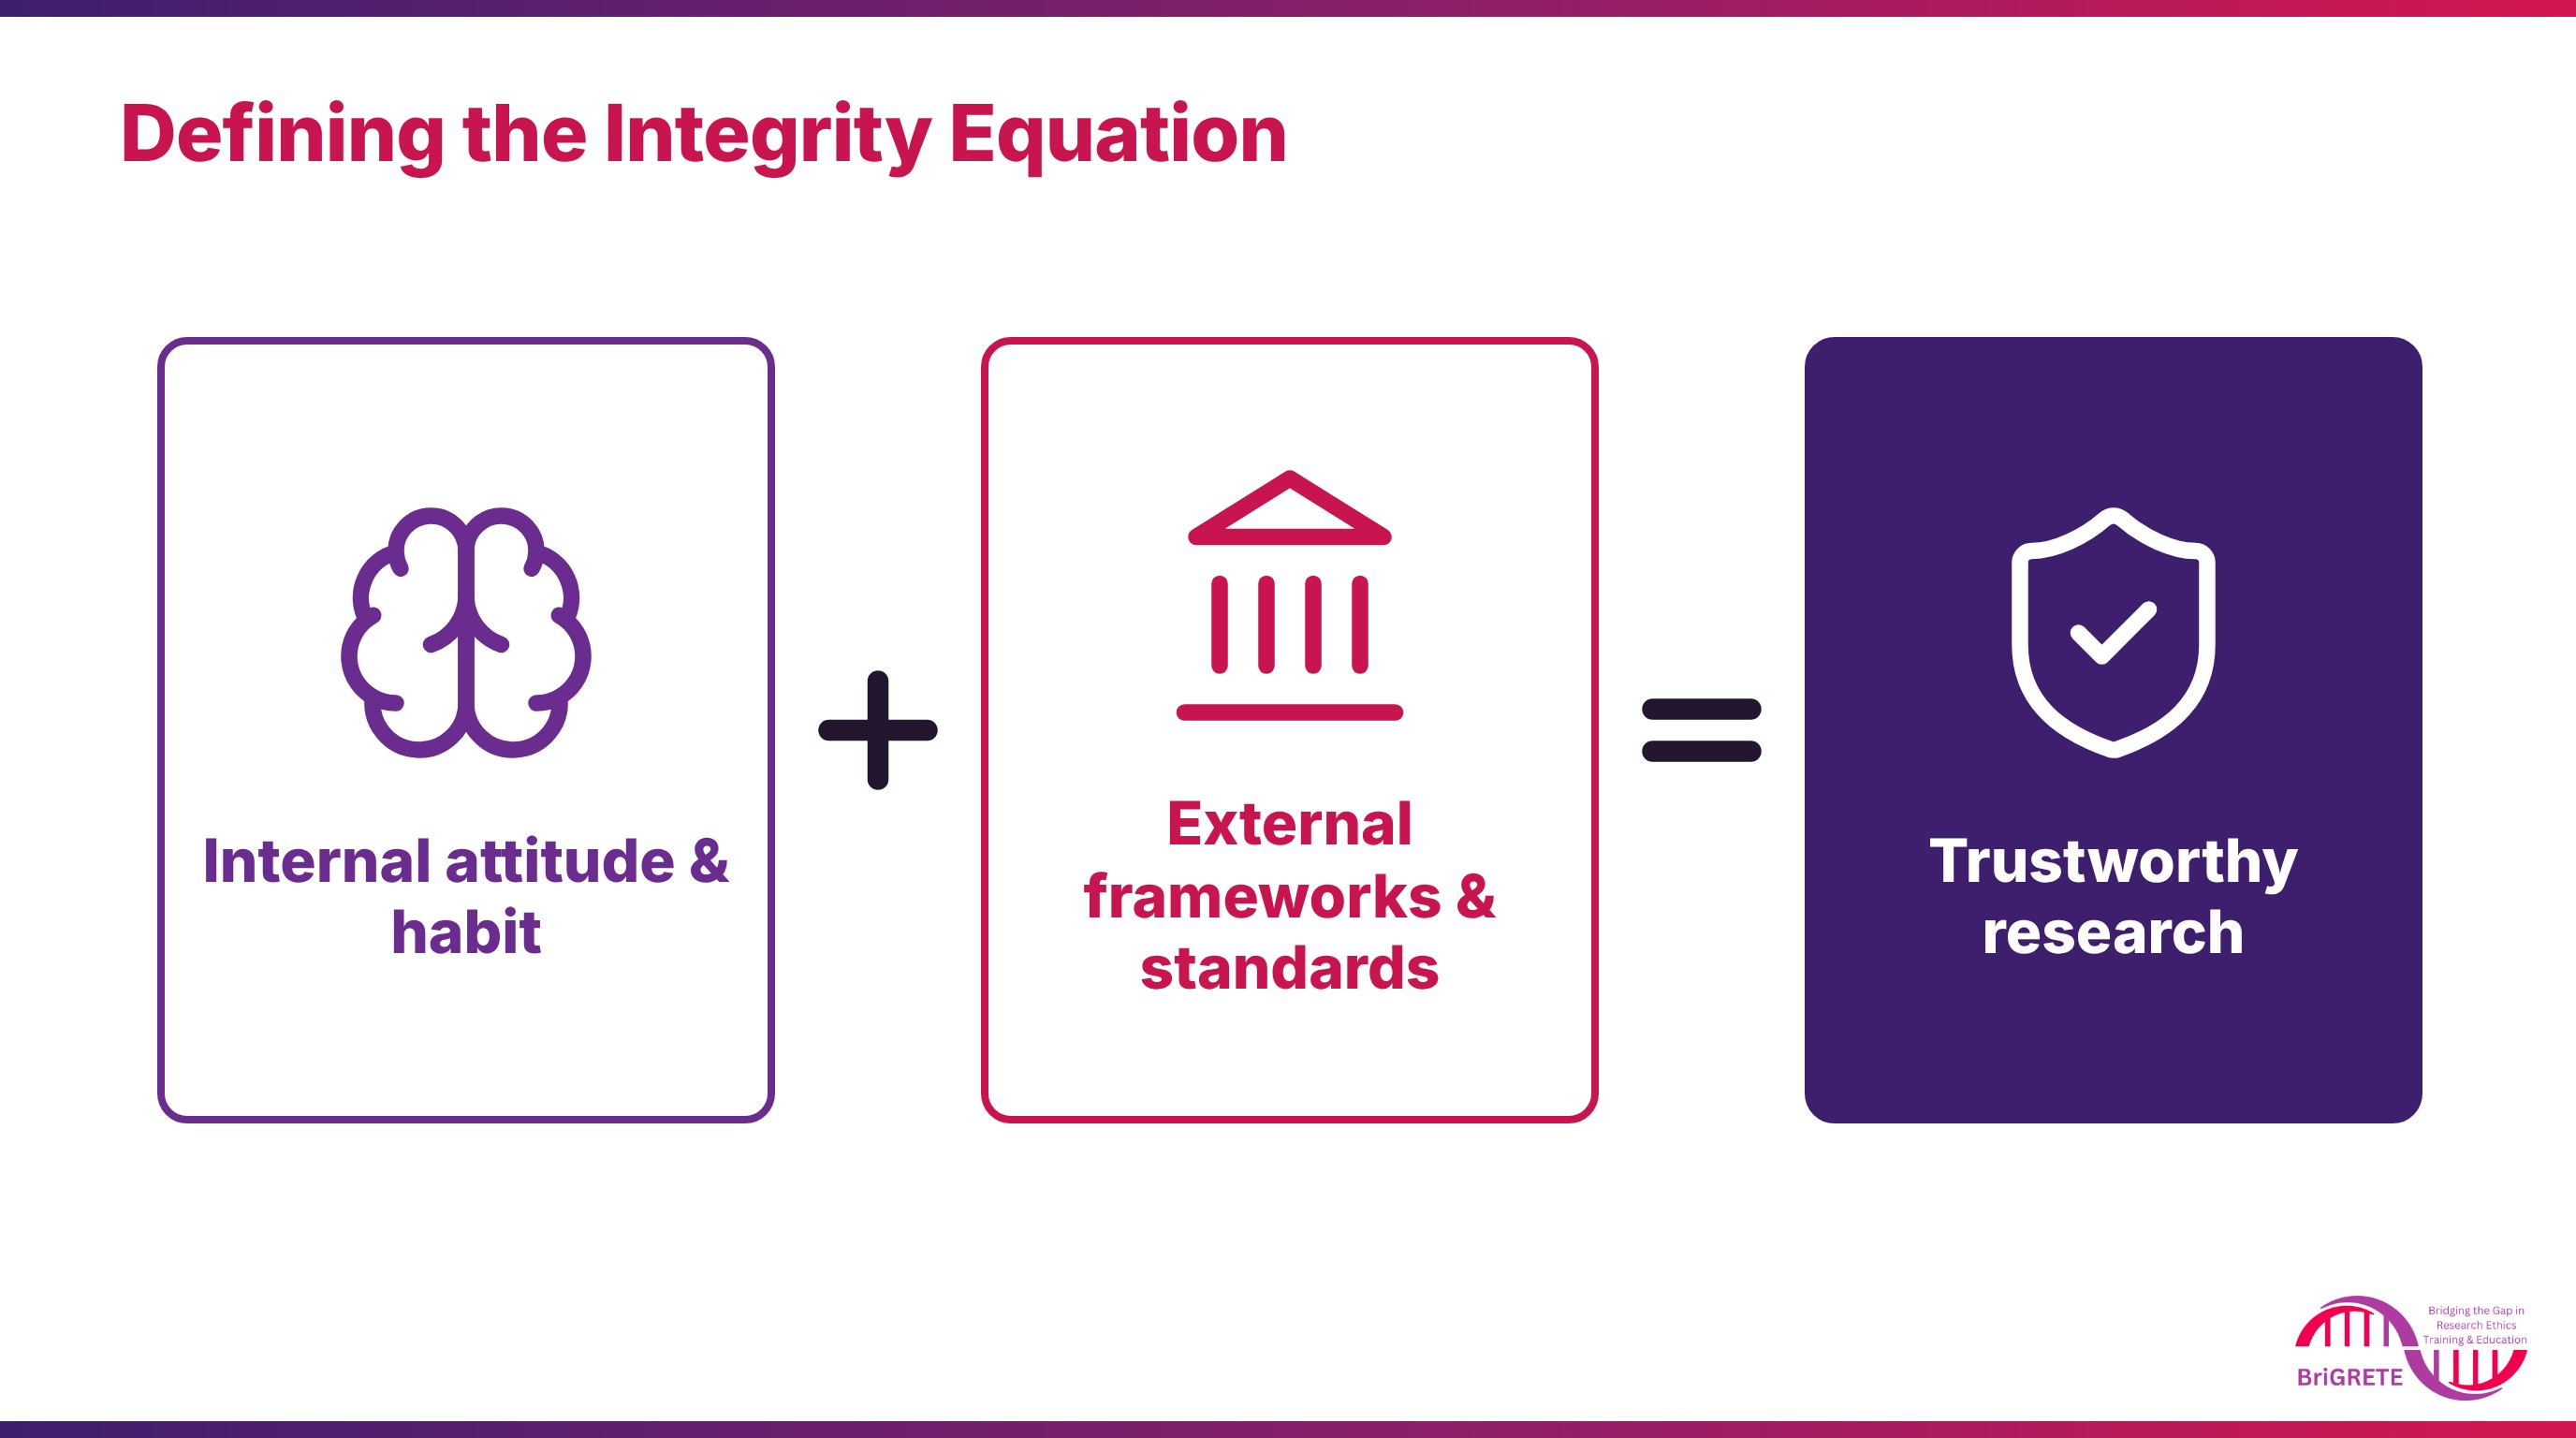 Defining the Integrity Equation
Internal attitude &
habit
+
External
frameworks &
standards
=
Trustworthy
research
Bridging the Gap in
Research Ethics
Training & Education
BriGRETE